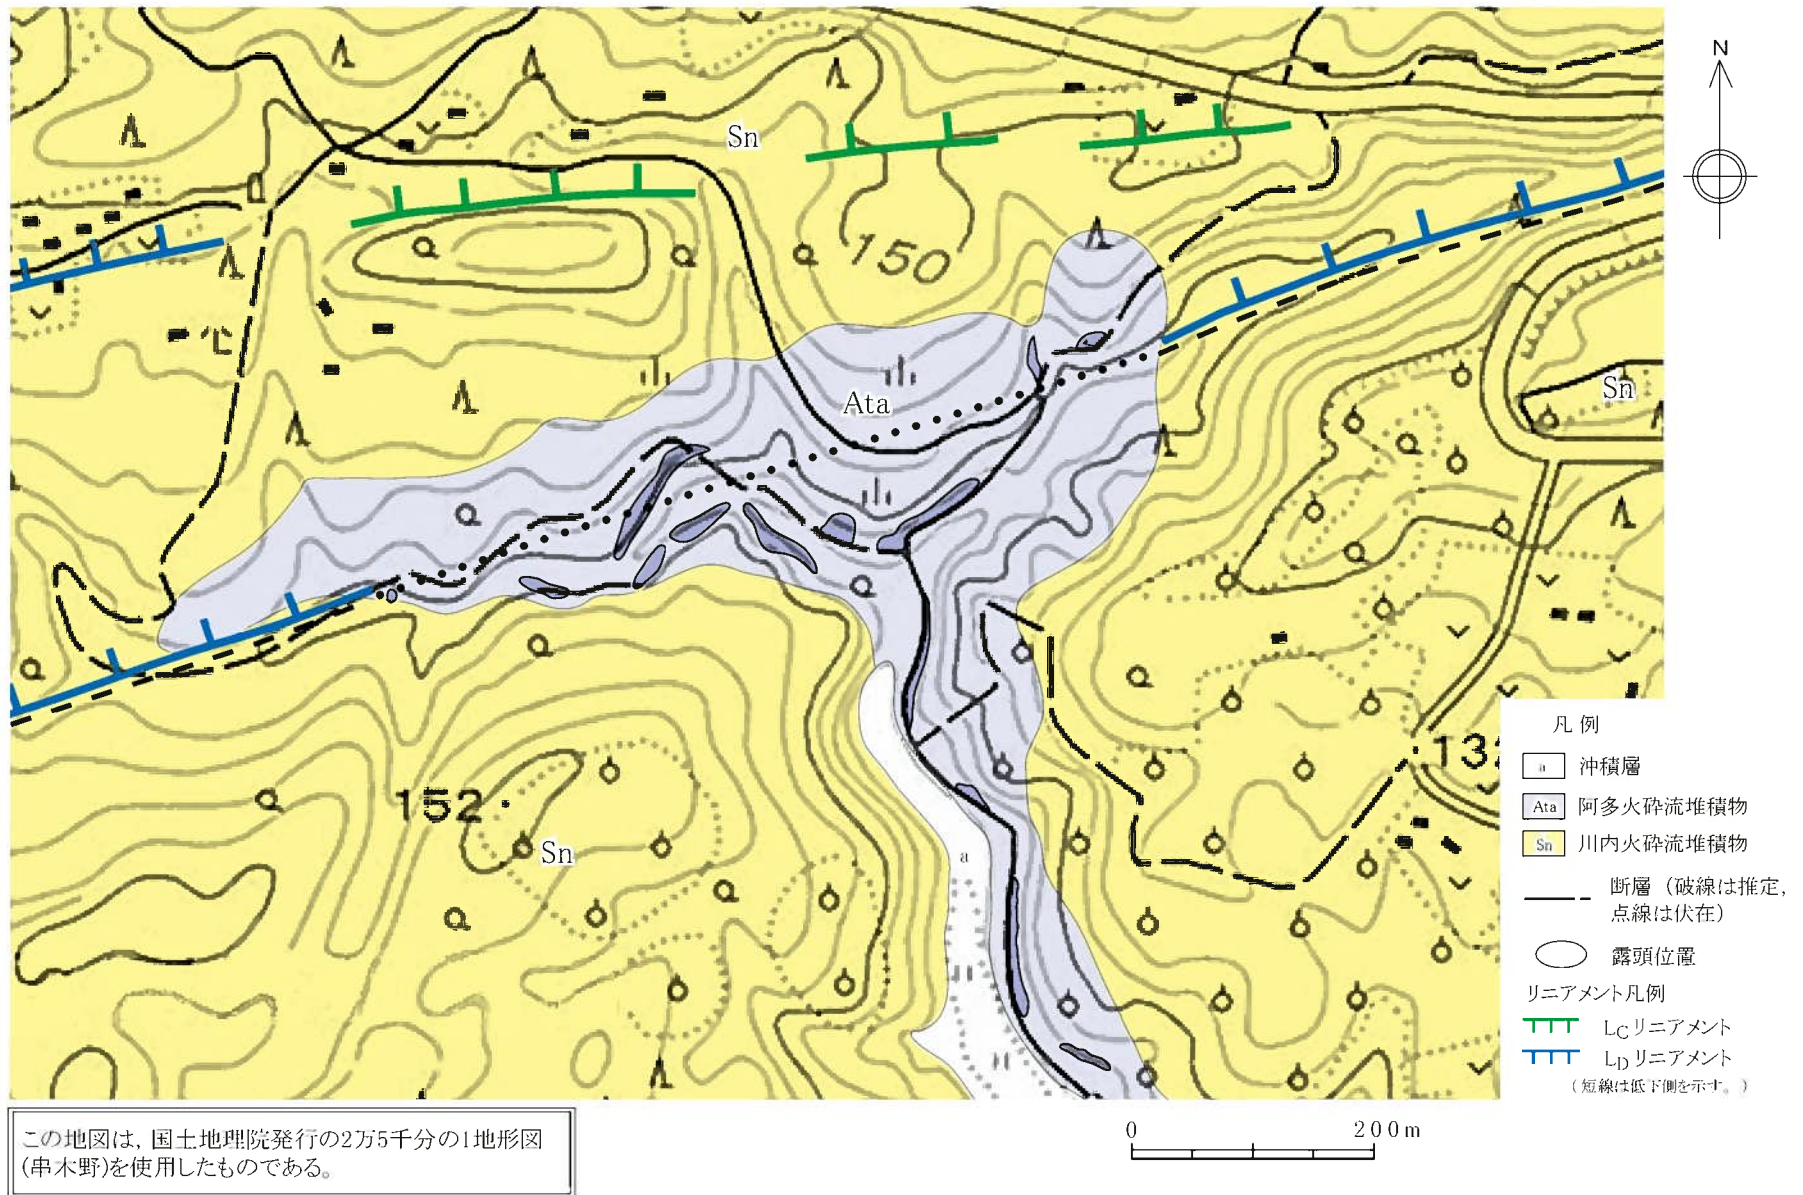 N
Sn
150
Ata
Sn
152
Sn
a
132
凡例
a 沖積層
Ata 阿多火砕流堆積物
Sn 川内火砕流堆積物
断層（破線は推定,
点線は伏在）
露頭位置
リニアメント凡例
LCリニアメント
LDリニアメント
（短線は低下側を示す。）
0 200m
この地図は, 国土地理院発行の2万5千分の1地形図
(串木野)を使用したものである。